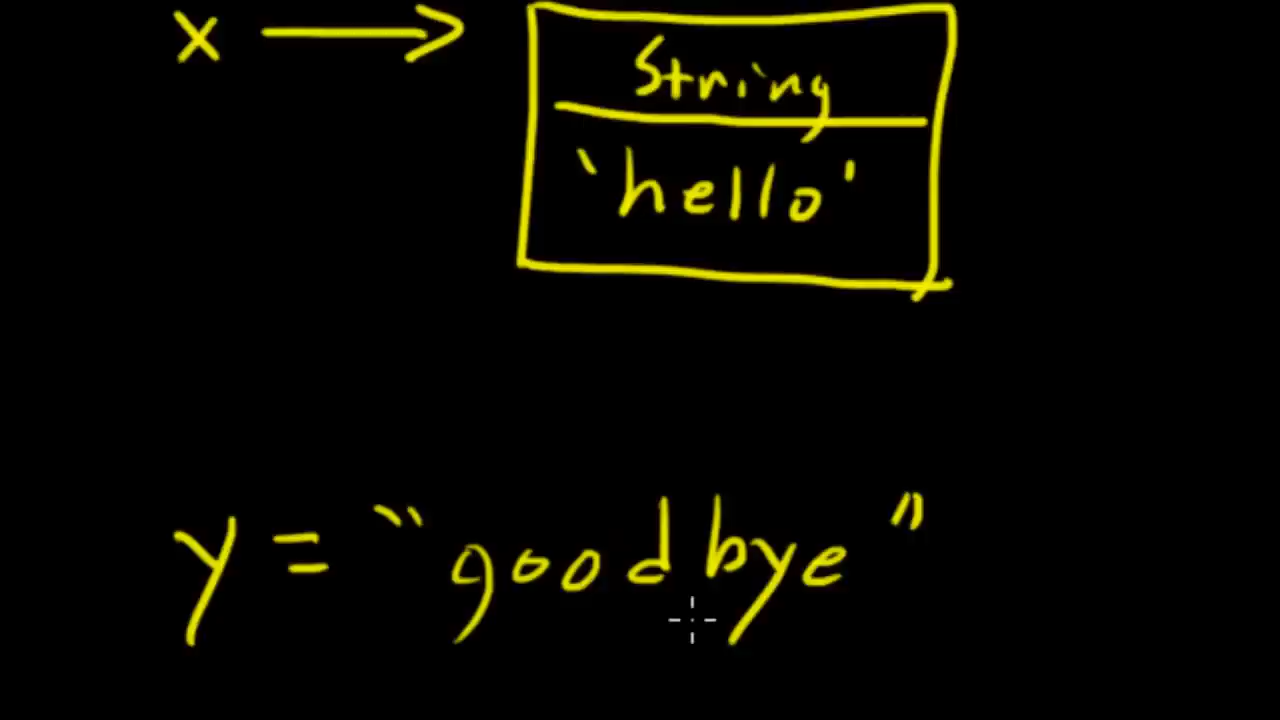 x
String
'hello'
y = "goodbye"